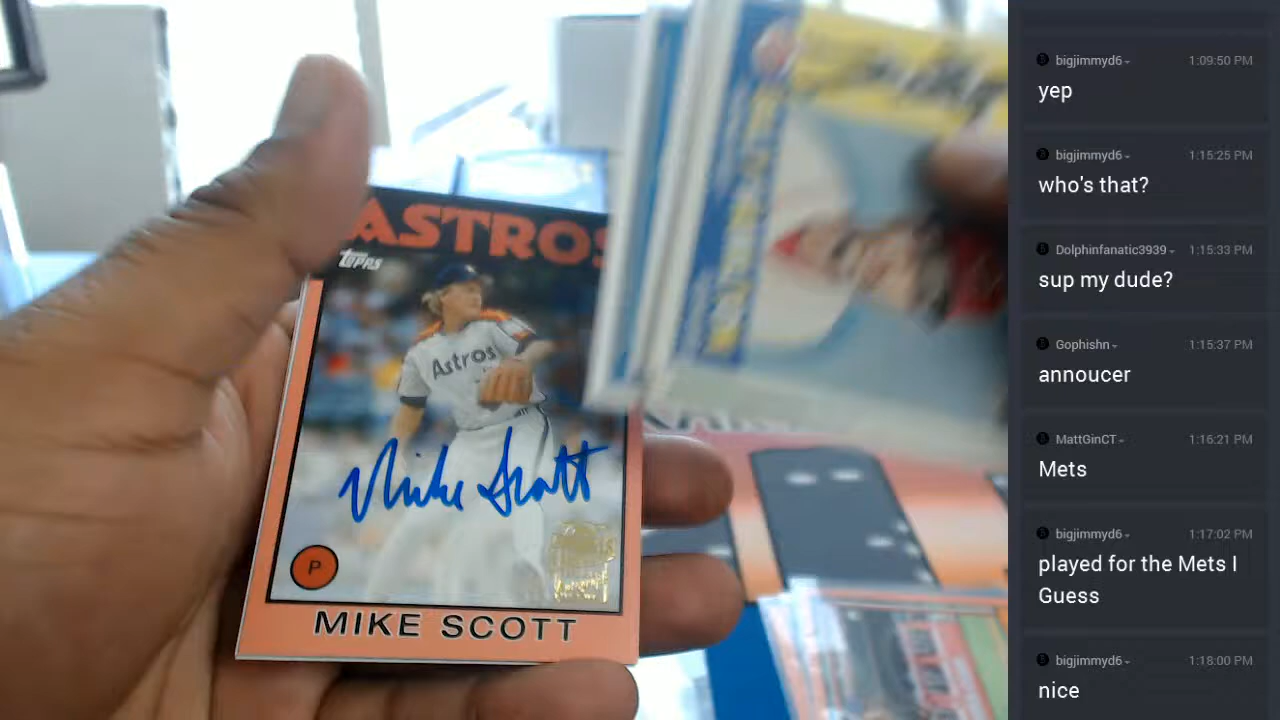 ASTROS
TOPPS
Astros
Mike Scott
P
MIKE SCOTT
bigjimmyd6 1:09:50 PM
yep
bigjimmyd6 1:15:25 PM
who's that?
Dolphinfanatic3939 1:15:33 PM
sup my dude?
Gophishn 1:15:37 PM
annoucer
MattGinCT 1:16:21 PM
Mets
bigjimmyd6 1:17:02 PM
played for the Mets I
Guess
bigjimmyd6 1:18:00 PM
nice